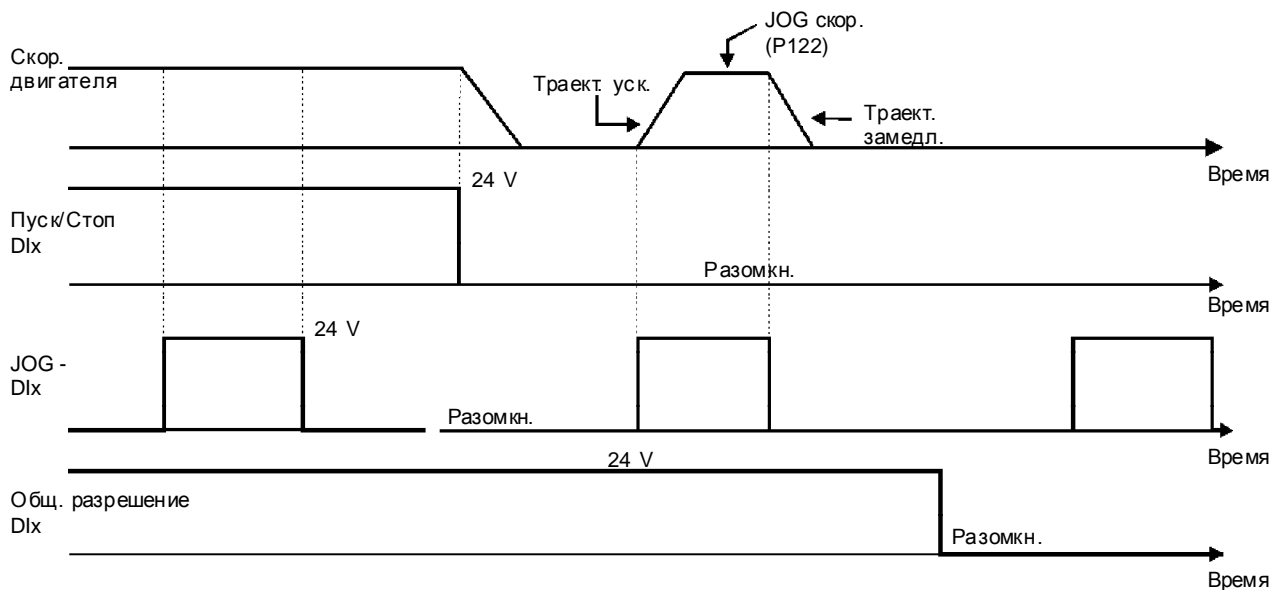 JOG скор.
(P122)
Скор.
двигателя
Траект. уск.
Траект.
замедл.
Время
24 V
Пуск/Стоп
DIx
Разомкн.
Время
24 V
JOG -
DIx
Разомкн.
Время
24 V
Общ. разрешение
DIx
Разомкн.
Время